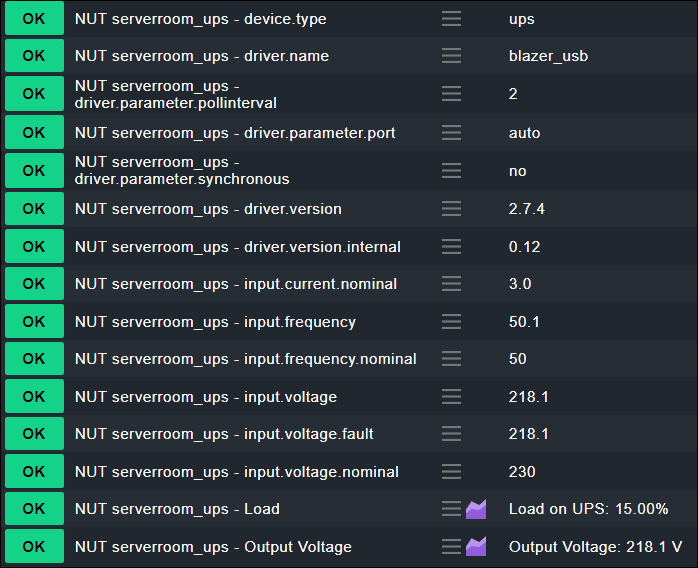 OK NUT serverroom_ups - device.type ups
OK NUT serverroom_ups - driver.name blazer_usb
OK NUT serverroom_ups -
driver.parameter.pollinterval 2
OK NUT serverroom_ups - driver.parameter.port auto
OK NUT serverroom_ups -
driver.parameter.synchronous no
OK NUT serverroom_ups - driver.version 2.7.4
OK NUT serverroom_ups - driver.version.internal 0.12
OK NUT serverroom_ups - input.current.nominal 3.0
OK NUT serverroom_ups - input.frequency 50.1
OK NUT serverroom_ups - input.frequency.nominal 50
OK NUT serverroom_ups - input.voltage 218.1
OK NUT serverroom_ups - input.voltage.fault 218.1
OK NUT serverroom_ups - input.voltage.nominal 230
OK NUT serverroom_ups - Load Load on UPS: 15.00%
OK NUT serverroom_ups - Output Voltage Output Voltage: 218.1 V